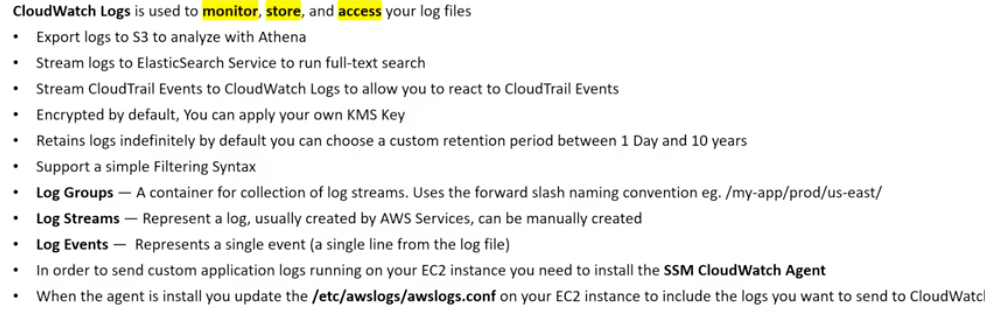 CloudWatch Logs is used to monitor, store, and access your log files
• Export logs to S3 to analyze with Athena
• Stream logs to ElasticSearch Service to run full-text search
• Stream CloudTrail Events to CloudWatch Logs to allow you to react to CloudTrail Events
• Encrypted by default, You can apply your own KMS Key
• Retains logs indefinitely by default you can choose a custom retention period between 1 Day and 10 years
• Support a simple Filtering Syntax
• Log Groups — A container for collection of log streams. Uses the forward slash naming convention eg. /my-app/prod/us-east/
• Log Streams — Represent a log, usually created by AWS Services, can be manually created
• Log Events — Represents a single event (a single line from the log file)
• In order to send custom application logs running on your EC2 instance you need to install the SSM CloudWatch Agent
• When the agent is install you update the /etc/awslogs/awslogs.conf on your EC2 instance to include the logs you want to send to CloudWatc